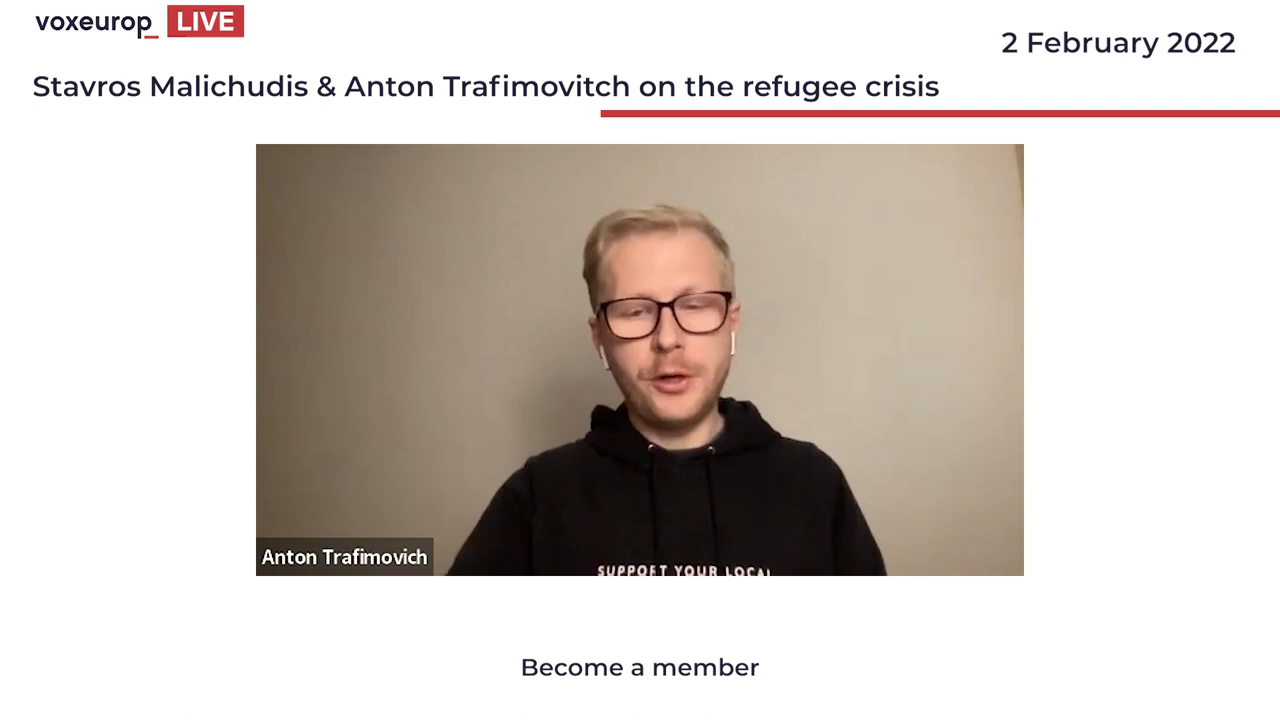 voxeurop_ LIVE
2 February 2022
Stavros Malichudis & Anton Trafimovitch on the refugee crisis
Anton Trafimovich
SUPPORT YOUR LOCAL
Become a member